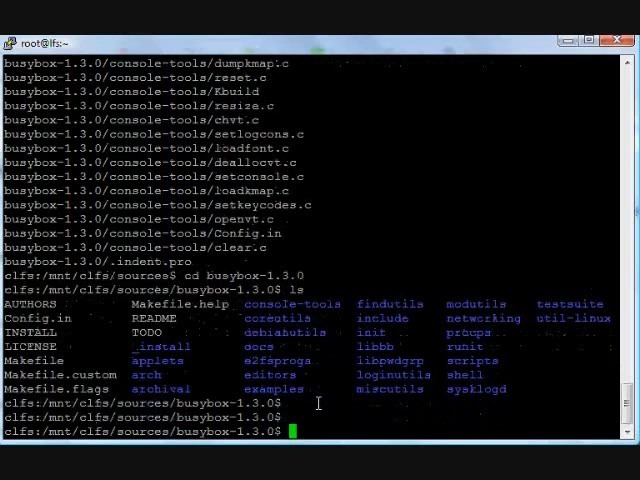 root@lfs:~
busybox-1.3.0/console-tools/dumpkmap.c
busybox-1.3.0/console-tools/reset.c
busybox-1.3.0/console-tools/Kbuild
busybox-1.3.0/console-tools/resize.c
busybox-1.3.0/console-tools/chvt.c
busybox-1.3.0/console-tools/setlogcons.c
busybox-1.3.0/console-tools/loadfont.c
busybox-1.3.0/console-tools/deallocvt.c
busybox-1.3.0/console-tools/setconsole.c
busybox-1.3.0/console-tools/loadkmap.c
busybox-1.3.0/console-tools/setkeycodes.c
busybox-1.3.0/console-tools/openvt.c
busybox-1.3.0/console-tools/Config.in
busybox-1.3.0/console-tools/clear.c
busybox-1.3.0/.indent.pro
clfs:/mnt/clfs/sources$ cd busybox-1.3.0
clfs:/mnt/clfs/sources/busybox-1.3.0$ ls
AUTHORS Makefile.help console-tools findutils modutils testsuite
Config.in README coreutils include networking util-linux
INSTALL TODO debianutils init procps
LICENSE _install docs libbb runit
Makefile applets e2fsprogs libpwdgrp scripts
Makefile.custom arch editors loginutils shell
Makefile.flags archival examples miscutils sysklogd
clfs:/mnt/clfs/sources/busybox-1.3.0$
clfs:/mnt/clfs/sources/busybox-1.3.0$
clfs:/mnt/clfs/sources/busybox-1.3.0$